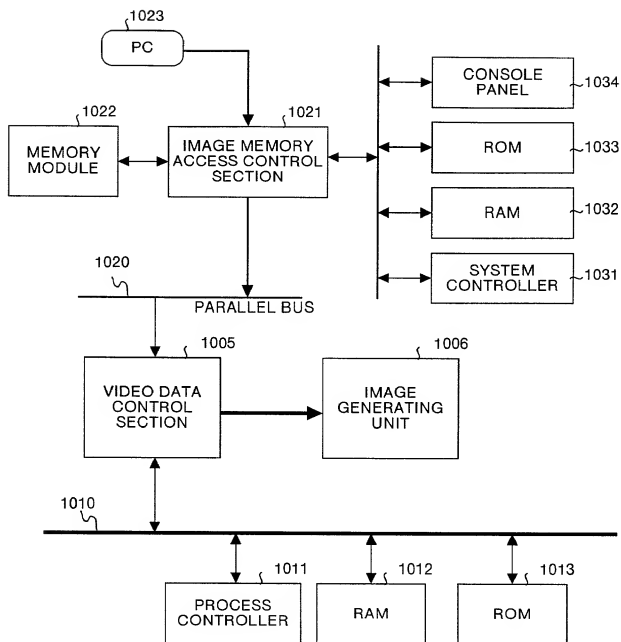 1023
PC
1022
MEMORY
MODULE
1021
IMAGE MEMORY
ACCESS CONTROL
SECTION
CONSOLE
PANEL
1034
ROM
1033
RAM
1032
SYSTEM
CONTROLLER
1031
1020
PARALLEL BUS
1005
VIDEO DATA
CONTROL
SECTION
1006
IMAGE
GENERATING
UNIT
1010
1011
PROCESS
CONTROLLER
1012
RAM
1013
ROM